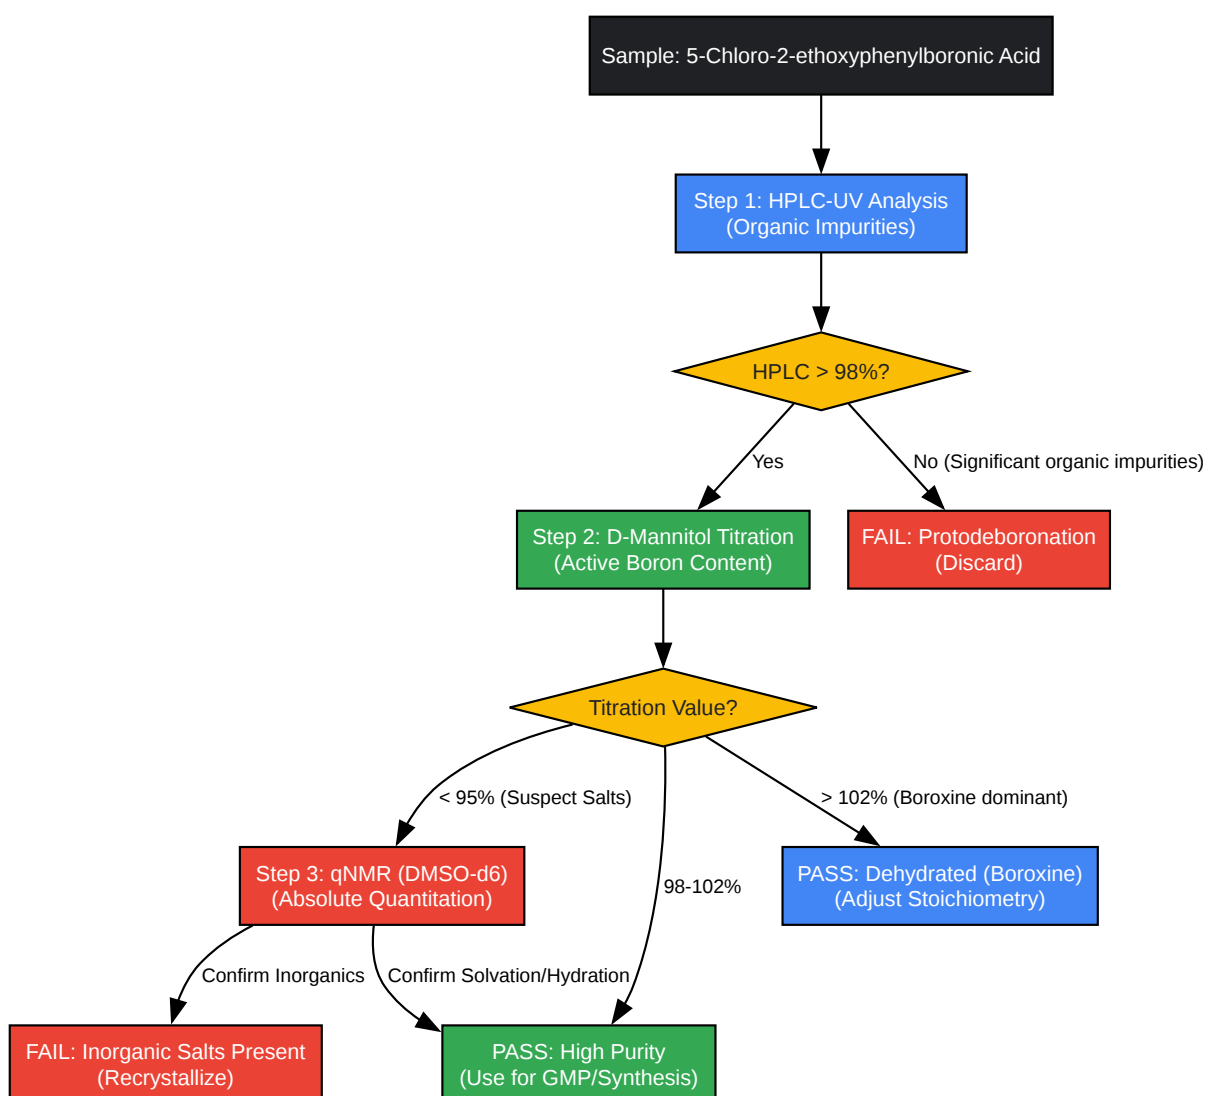 Sample: 5-Chloro-2-ethoxyphenylboronic Acid
Step 1: HPLC-UV Analysis
(Organic Impurities)
HPLC > 98%?
Yes
No (Significant organic impurities)
Step 2: D-Mannitol Titration
(Active Boron Content)
FAIL: Protodeboronation
(Discard)
Titration Value?
< 95% (Suspect Salts)
> 102% (Boroxine dominant)
98-102%
Step 3: qNMR (DMSO-d6)
(Absolute Quantitation)
PASS: Dehydrated (Boroxine)
(Adjust Stoichiometry)
Confirm Inorganics
Confirm Solvation/Hydration
FAIL: Inorganic Salts Present
(Recrystallize)
PASS: High Purity
(Use for GMP/Synthesis)